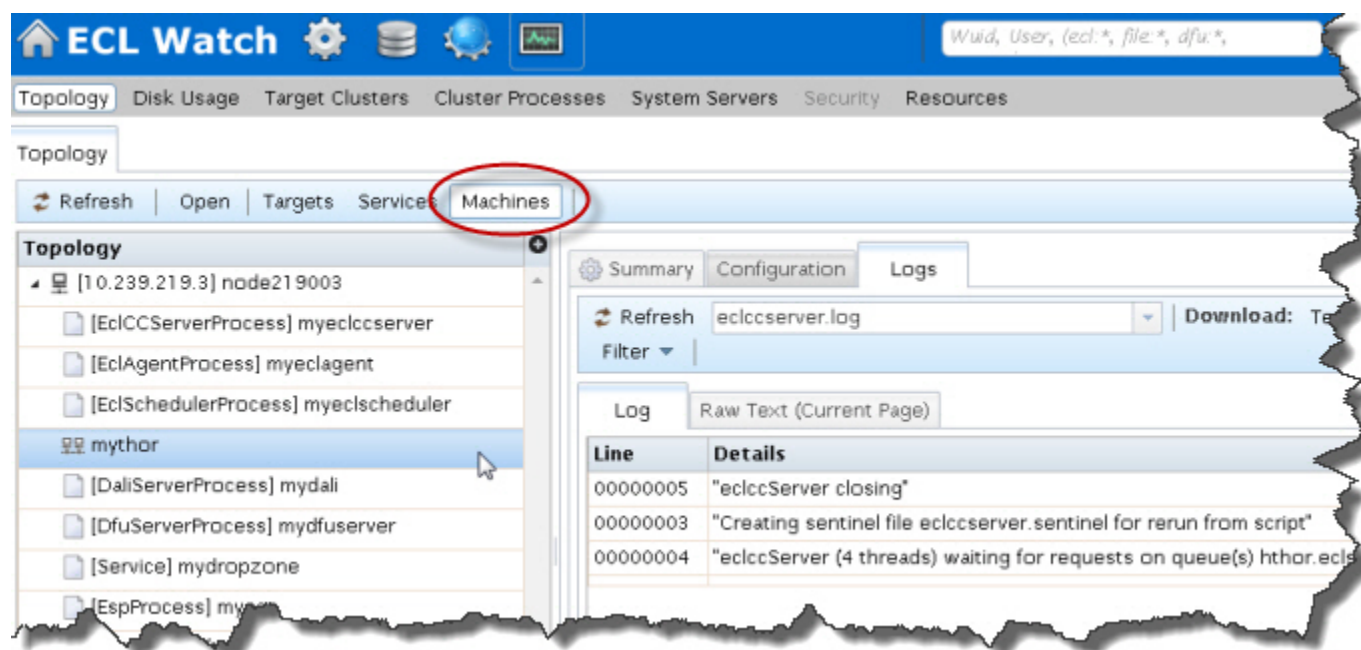 ECL Watch
Wuid, User, (ecl:*, file:*, dfu:*,
Topology Disk Usage Target Clusters Cluster Processes System Servers Security Resources
Topology
Refresh Open Targets Services Machines
Topology
[10.239.219.3] node219003
[EclCCServerProcess] myeclccserver
[EclAgentProcess] myeclagent
[EclSchedulerProcess] myeclscheduler
mythor
[DaliServerProcess] mydali
[DfuServerProcess] mydfuserver
[Service] mydropzone
[EspProcess]
Summary Configuration Logs
Refresh eclccserver.log Download:
Filter
Log Raw Text (Current Page)
Line Details
00000005 "eclccServer closing"
00000003 "Creating sentinel file eclccserver.sentinel for rerun from script"
00000004 "eclccServer (4 threads) waiting for requests on queue(s) hthor.ecls